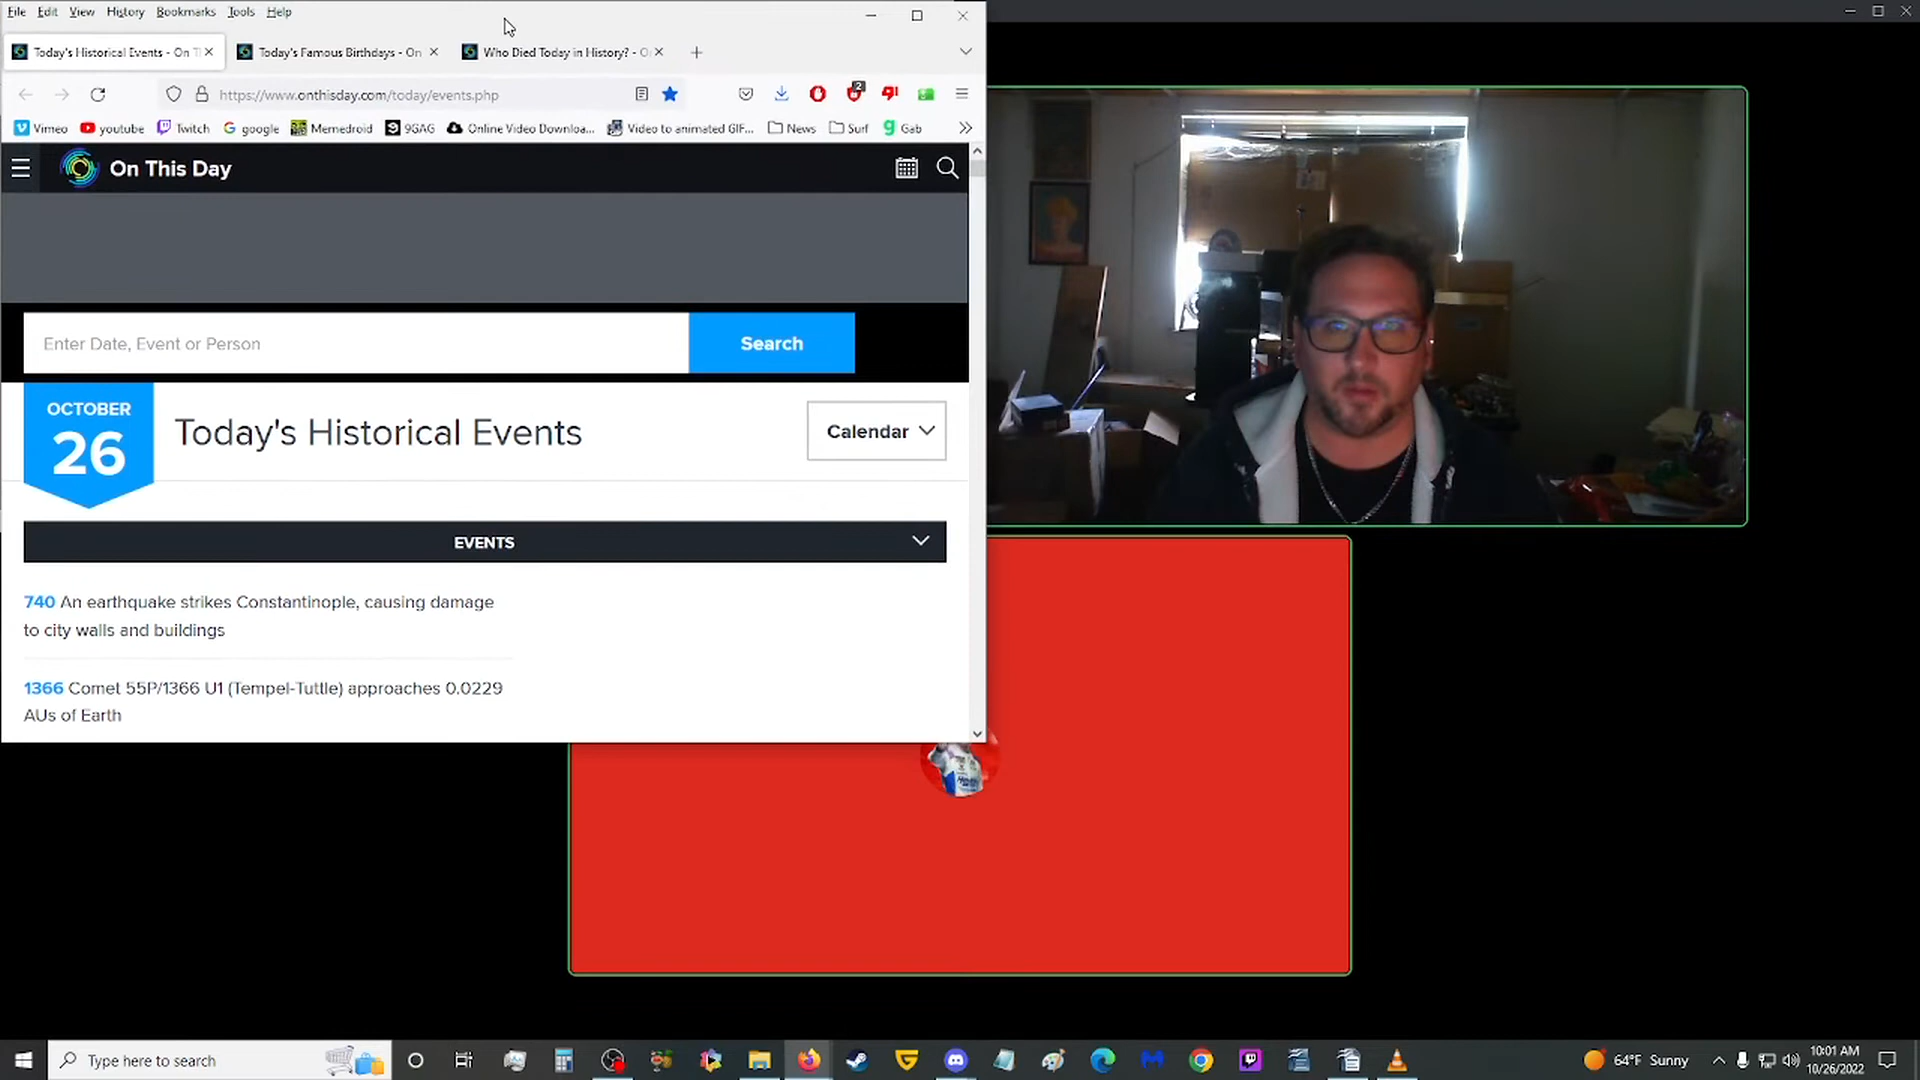 File Edit View History Bookmarks Tools Help
Today's Historical Events - On T
Today's Famous Birthdays - On
Who Died Today in History? - O
https://www.onthisday.com/today/events.php
2
Vimeo youtube Twitch google Memedroid 9GAG Online Video Downloa... Video to animated GIF... News Surf Gab
On This Day
Enter Date, Event or Person
Search
OCTOBER
26
Today's Historical Events
Calendar
EVENTS
740 An earthquake strikes Constantinople, causing damage
to city walls and buildings
1366 Comet 55P/1366 U1 (Tempel-Tuttle) approaches 0.0229
AUs of Earth
Type here to search
64°F Sunny
10:01 AM
10/26/2022